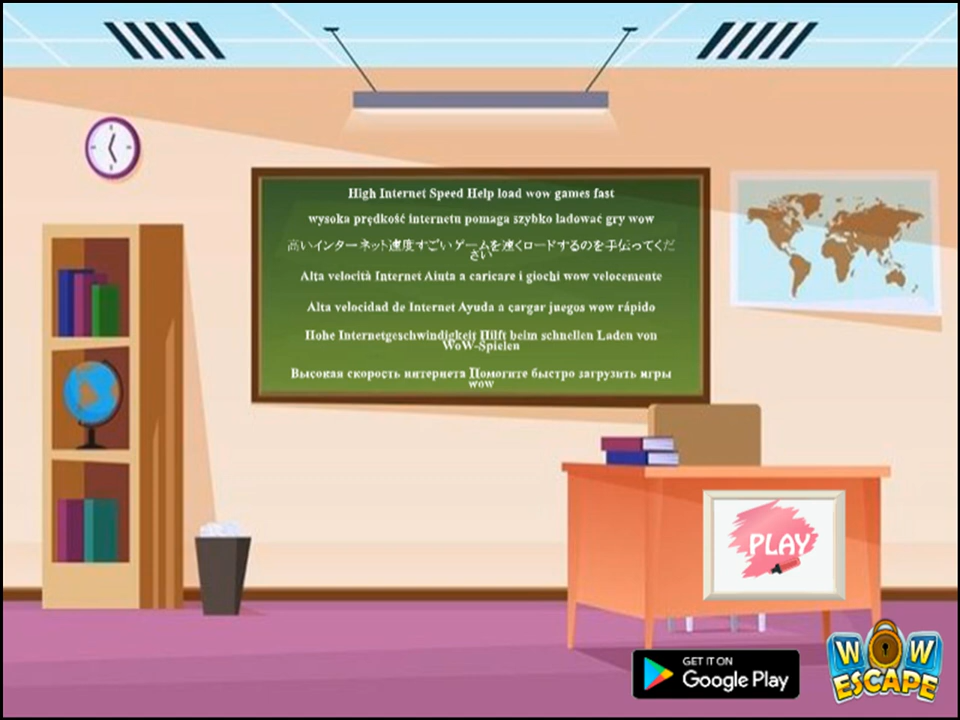 High Internet Speed Help load wow games fast
wysoka prędkość internetu pomaga szybko ładować gry wow
高いインターネット速度すごいゲームを速くロードするのを手伝ってくだ
さい
Alta velocità Internet Aiuta a caricare i giochi wow velocemente
Alta velocidad de Internet Ayuda a cargar juegos wow rápido
Hohe Internetgeschwindigkeit Hilft beim schnellen Laden von
WoW-Spielen
Высокая скорость интернета Помогите быстро загрузить игры
wow
PLAY
GET IT ON
Google Play
WOW
ESCAPE